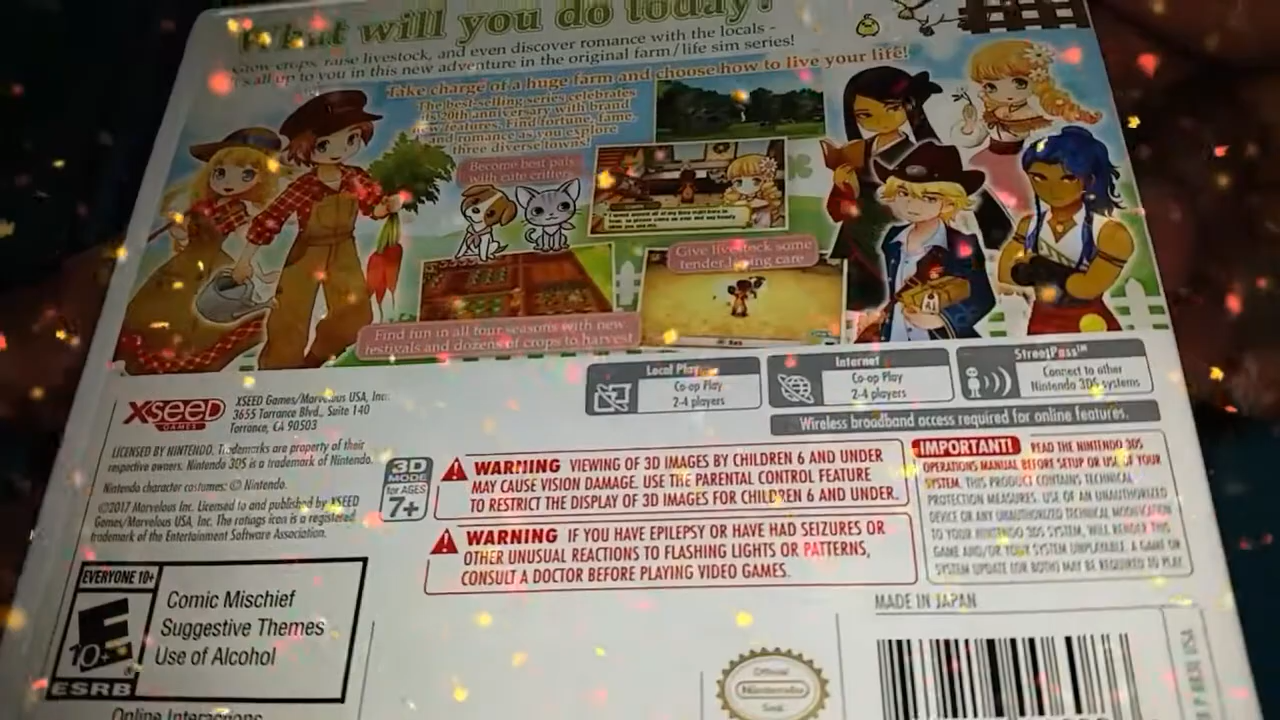 What will you do today?
Grow crops, raise livestock, and even discover romance with the locals -
it's all up to you in this new adventure in the original farm/life sim series!
Take charge of a huge farm and choose how to live your life!
The best-selling series celebrates
its 20th anniversary with brand
new features. Find fortune, fame,
and romance as you explore
three diverse towns!
Become best pals
with cute critters
Give livestock some
tender loving care
Find fun in all four seasons with new
festivals and dozens of crops to harvest
Local Play
Co-op Play
2-4 players
Internet
Co-op Play
2-4 players
StreetPass™
Connect to other
Nintendo 3DS systems
Wireless broadband access required for online features.
XSEED
GAMES
XSEED Games/Marvelous USA, Inc.
3655 Torrance Blvd., Suite 140
Torrance, CA 90503
LICENSED BY NINTENDO. Trademarks are property of their
respective owners. Nintendo 3DS is a trademark of Nintendo.
Nintendo character costumes: © Nintendo.
©2017 Marvelous Inc. Licensed to and published by XSEED
Games/Marvelous USA, Inc. The ratings icon is a registered
trademark of the Entertainment Software Association.
3D
MODE
for AGES
7+
WARNING VIEWING OF 3D IMAGES BY CHILDREN 6 AND UNDER
MAY CAUSE VISION DAMAGE. USE THE PARENTAL CONTROL FEATURE
TO RESTRICT THE DISPLAY OF 3D IMAGES FOR CHILDREN 6 AND UNDER.
WARNING IF YOU HAVE EPILEPSY OR HAVE HAD SEIZURES OR
OTHER UNUSUAL REACTIONS TO FLASHING LIGHTS OR PATTERNS,
CONSULT A DOCTOR BEFORE PLAYING VIDEO GAMES.
IMPORTANT! READ THE NINTENDO 3DS
OPERATIONS MANUAL BEFORE SETUP OR USE OF YOUR
SYSTEM. THIS PRODUCT CONTAINS TECHNICAL
PROTECTION MEASURES. USE OF AN UNAUTHORIZED
DEVICE OR ANY UNAUTHORIZED TECHNICAL MODIFICATION
TO YOUR NINTENDO 3DS SYSTEM, WILL RENDER THIS
GAME AND/OR YOUR SYSTEM UNPLAYABLE. A GAME OR
SYSTEM UPDATE (OR BOTH) MAY BE REQUIRED TO PLAY.
EVERYONE 10+
E
10+
ESRB
Comic Mischief
Suggestive Themes
Use of Alcohol
Online Interactions
MADE IN JAPAN
Official
Nintendo
Seal